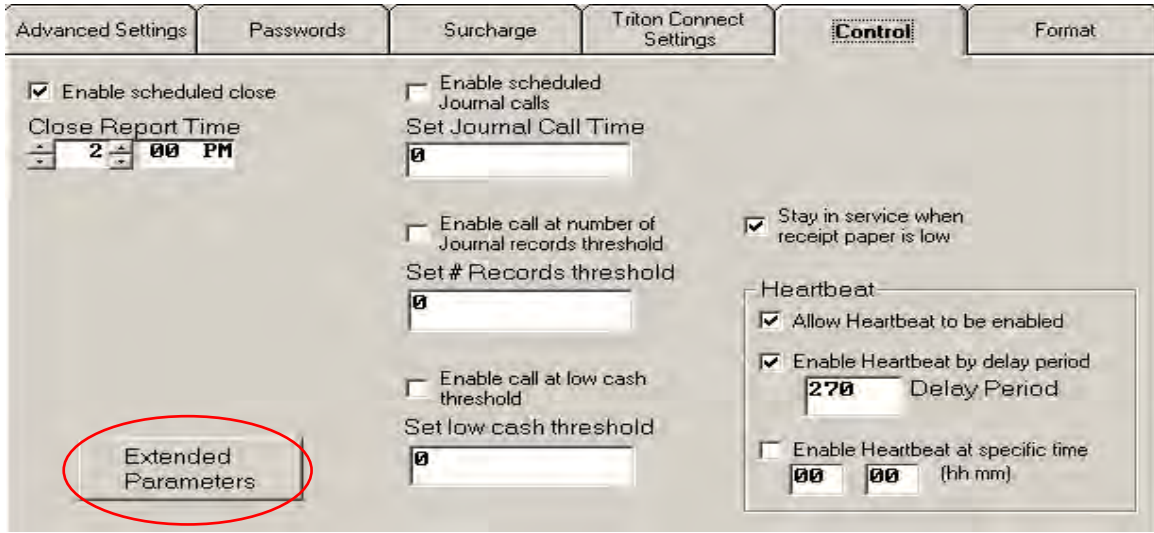 Advanced Settings
Passwords
Surcharge
Triton Connect
Settings
Control
Format
Enable scheduled close
Close Report Time
2 00 PM
Enable scheduled
Journal calls
Set Journal Call Time
0
Enable call at number of
Journal records threshold
Set # Records threshold
0
Enable call at low cash
threshold
Set low cash threshold
0
Stay in service when
receipt paper is low
Heartbeat
Allow Heartbeat to be enabled
Enable Heartbeat by delay period
270 Delay Period
Enable Heartbeat at specific time
00 00 (hh mm)
Extended
Parameters